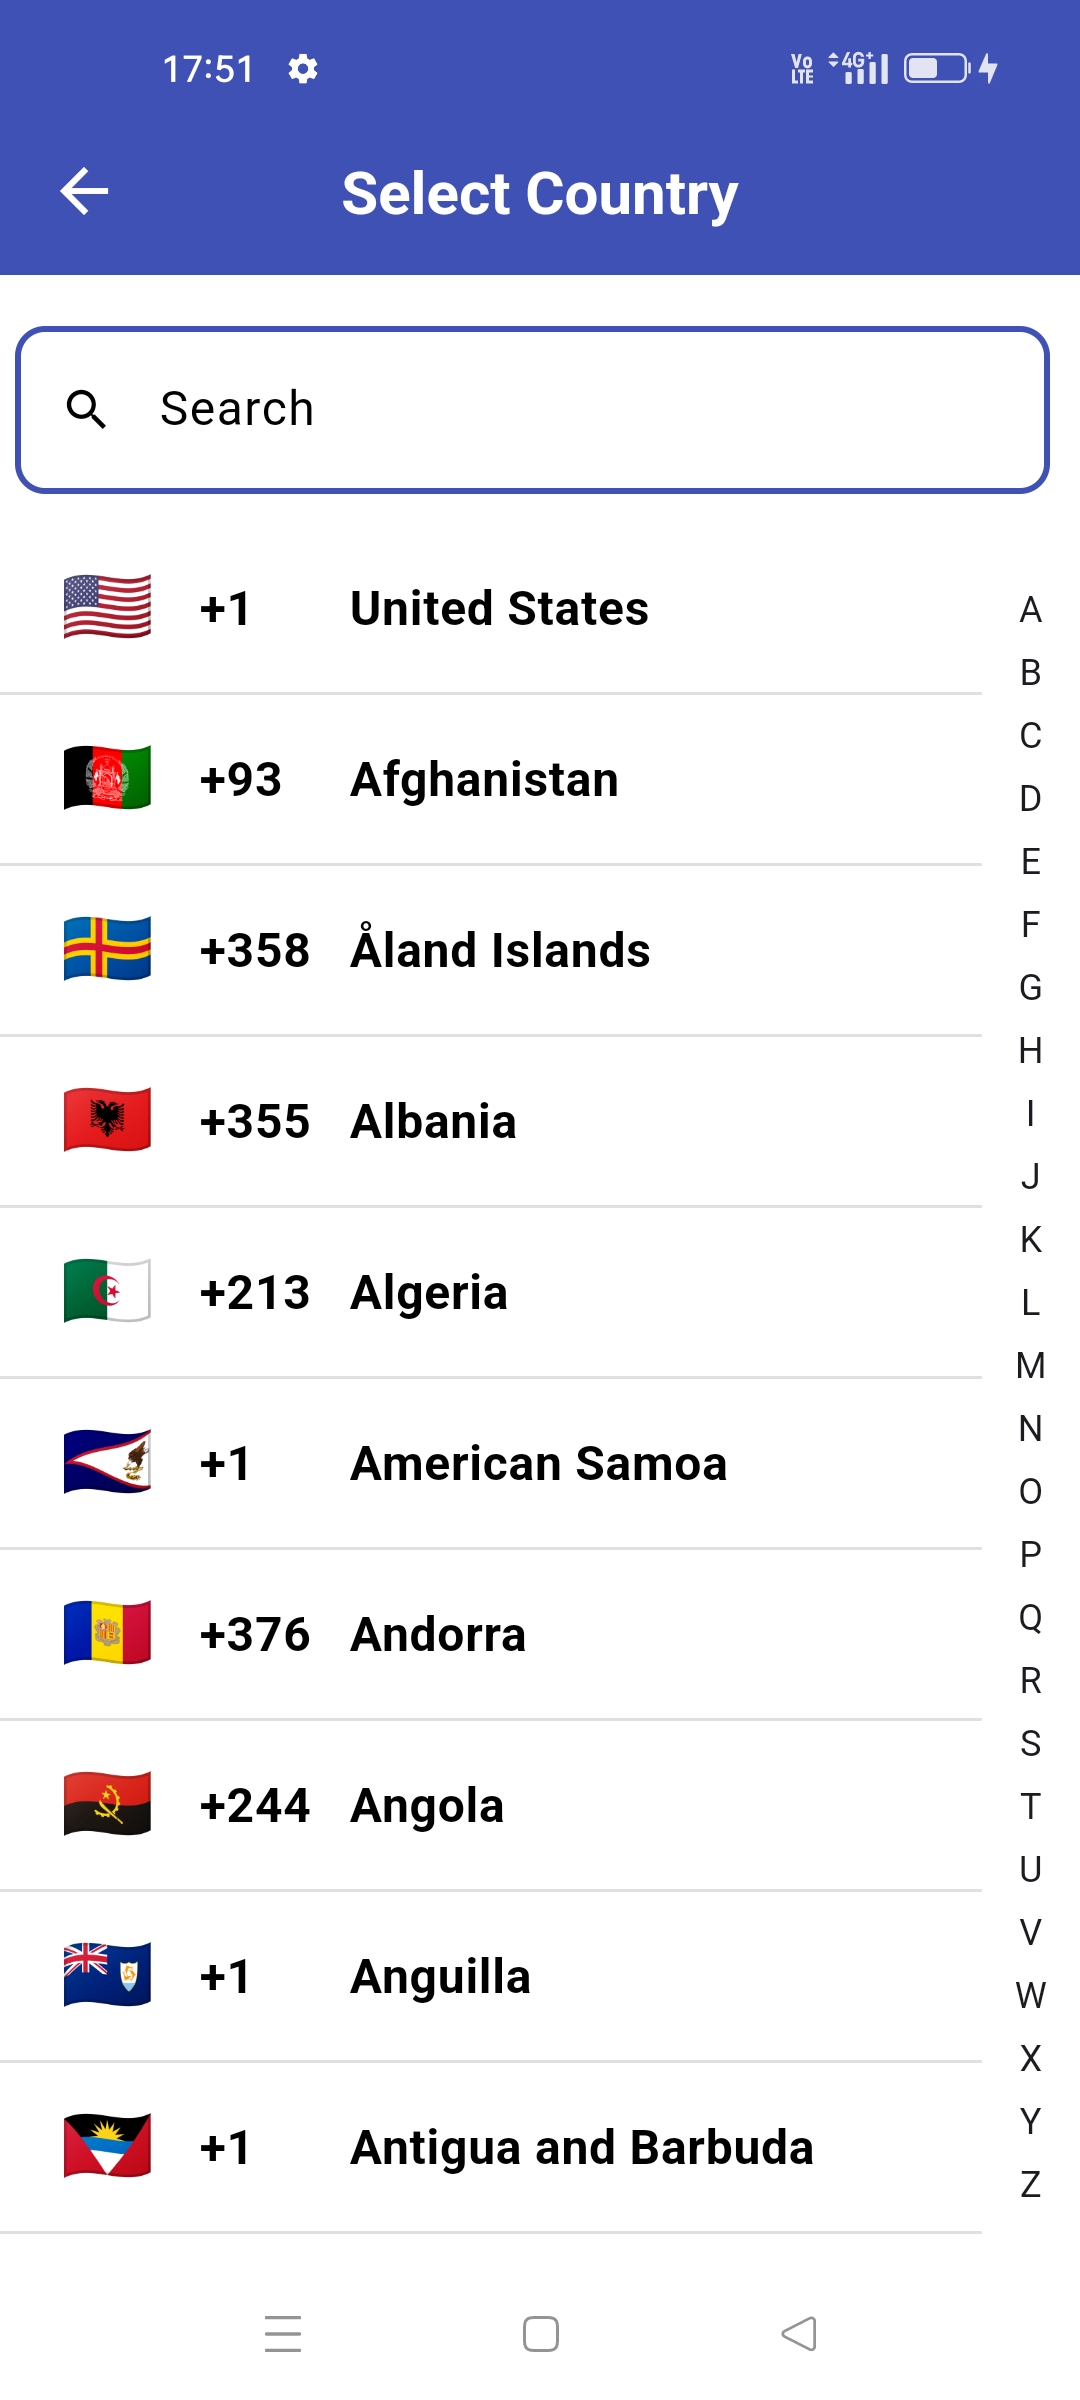 17:51 Vo LTE 4G+
Select Country
Search
+1 United States
+93 Afghanistan
+358 Åland Islands
+355 Albania
+213 Algeria
+1 American Samoa
+376 Andorra
+244 Angola
+1 Anguilla
+1 Antigua and Barbuda
A
B
C
D
E
F
G
H
I
J
K
L
M
N
O
P
Q
R
S
T
U
V
W
X
Y
Z